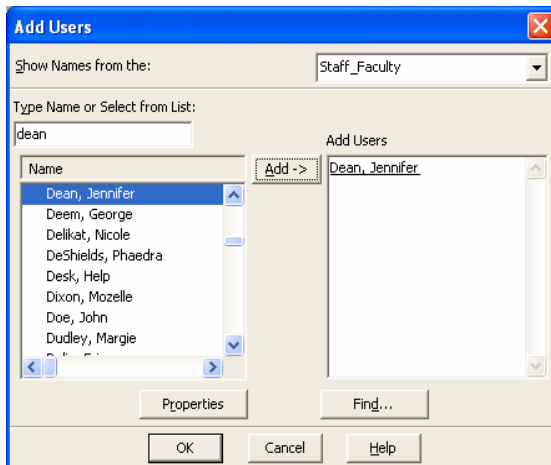 Add Users
Show Names from the: Staff_Faculty
Type Name or Select from List:
dean
Add Users
Name
Add ->
Dean, Jennifer
Dean, Jennifer
Deem, George
Delikat, Nicole
DeShields, Phaedra
Desk, Help
Dixon, Mozelle
Doe, John
Dudley, Margie
Properties
Find...
OK
Cancel
Help